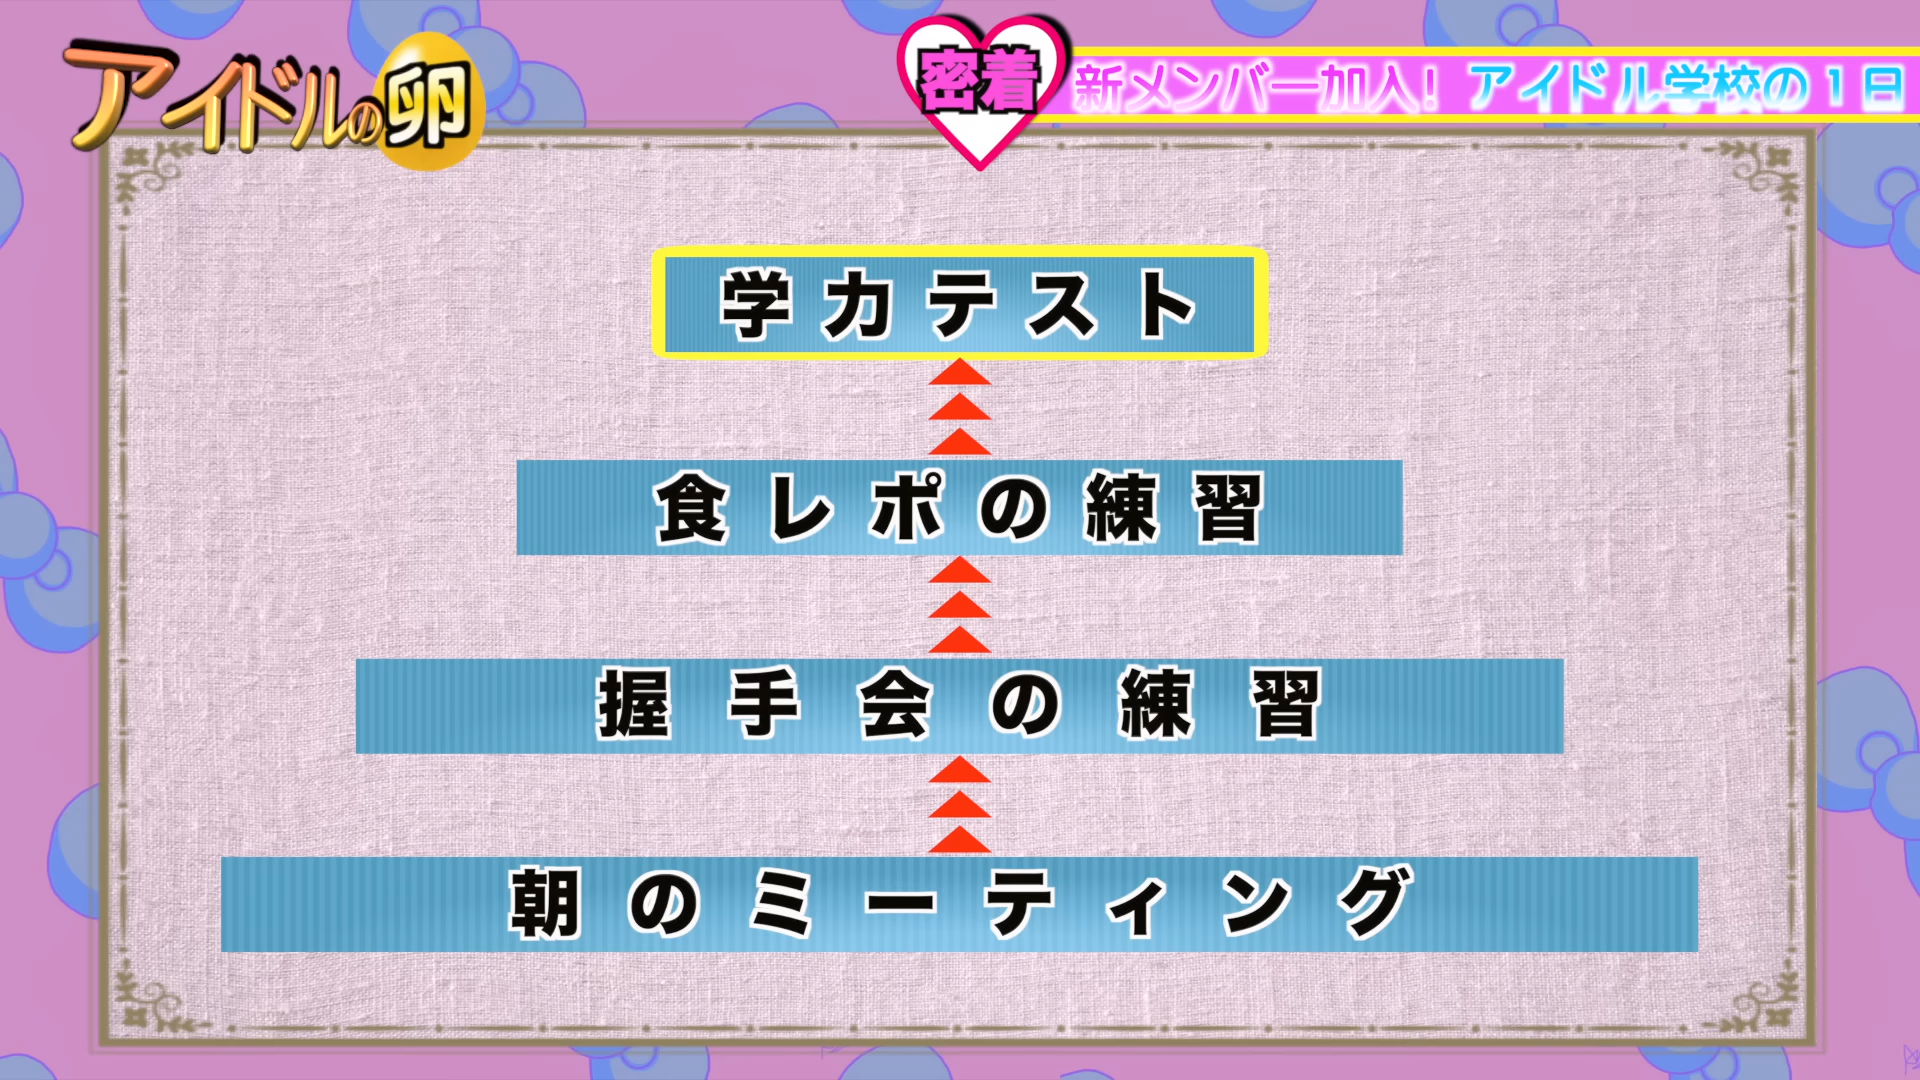 アイドルの卵
密着
新メンバー加入！アイドル学校の１日
学力テスト
食レポの練習
握手会の練習
朝のミーティング